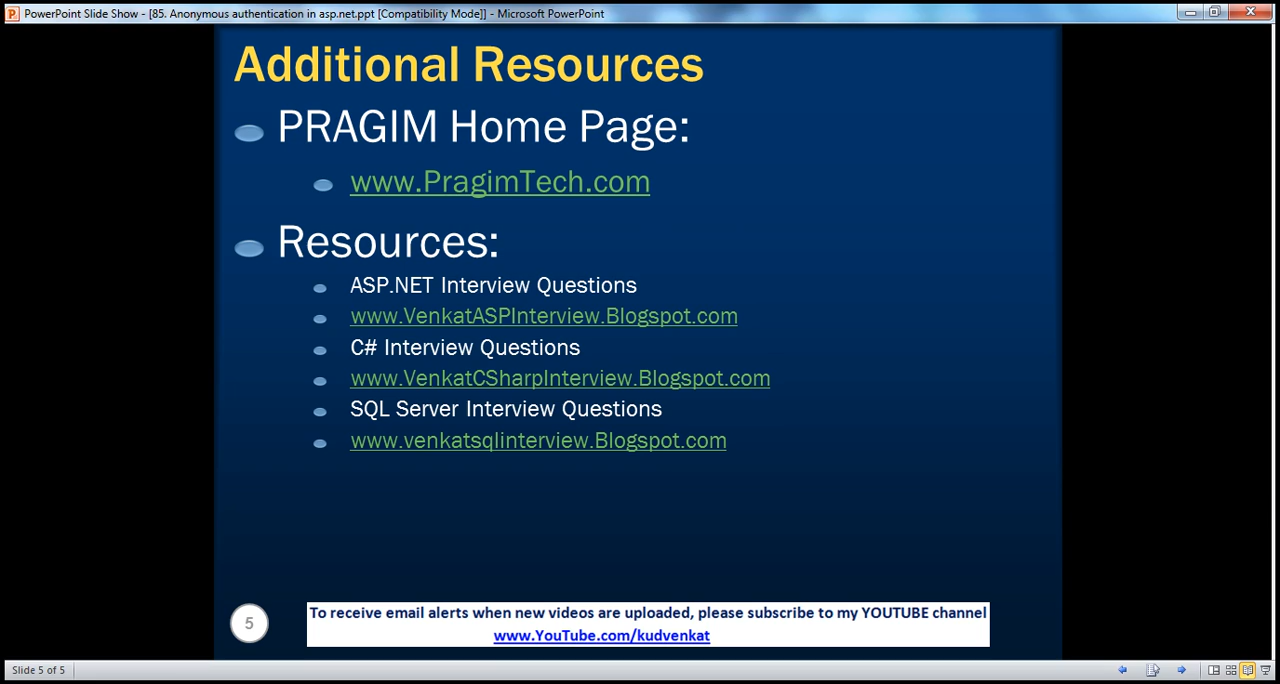 PowerPoint Slide Show - [85. Anonymous authentication in asp.net.ppt [Compatibility Mode]] - Microsoft PowerPoint
Additional Resources
PRAGIM Home Page:
www.PragimTech.com
Resources:
ASP.NET Interview Questions
www.VenkatASPInterview.Blogspot.com
C# Interview Questions
www.VenkatCSharpInterview.Blogspot.com
SQL Server Interview Questions
www.venkatsqlinterview.Blogspot.com
5
To receive email alerts when new videos are uploaded, please subscribe to my YOUTUBE channel
www.YouTube.com/kudvenkat
Slide 5 of 5